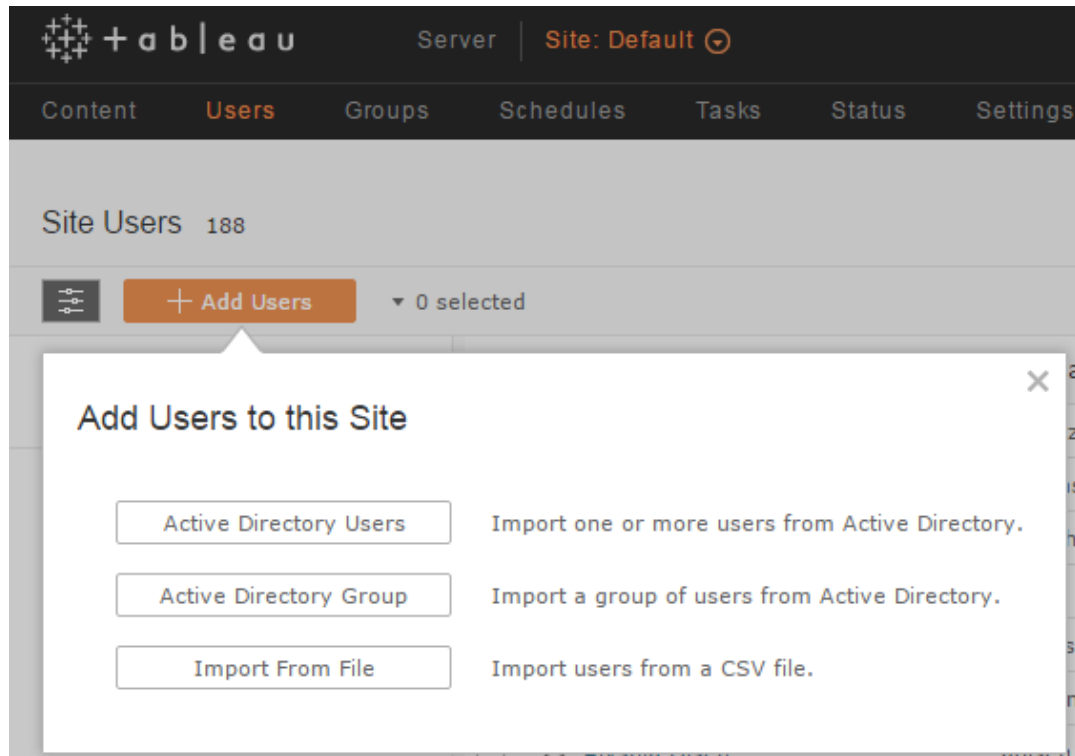 + a b | e a u Server Site: Default
Content Users Groups Schedules Tasks Status Settings
Site Users 188
+ Add Users 0 selected
Add Users to this Site
Active Directory Users Import one or more users from Active Directory.
Active Directory Group Import a group of users from Active Directory.
Import From File Import users from a CSV file.